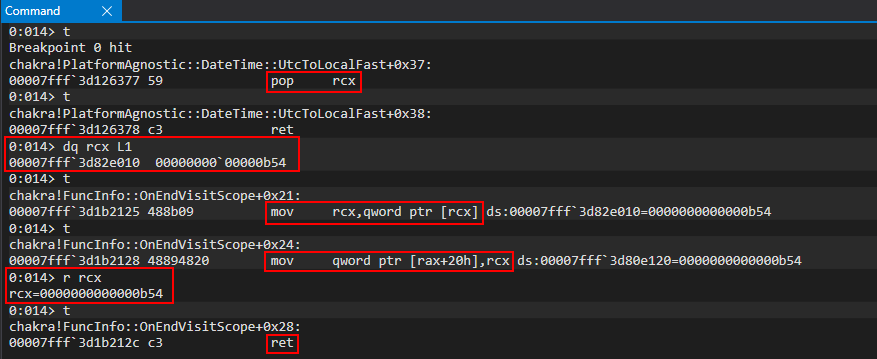 Command
0:014> t
Breakpoint 0 hit
chakra!PlatformAgnostic::DateTime::UtcToLocalFast+0x37:
00007fff`3d126377 59 pop rcx
0:014> t
chakra!PlatformAgnostic::DateTime::UtcToLocalFast+0x38:
00007fff`3d126378 c3 ret
0:014> dq rcx L1
00007fff`3d82e010 00000000`00000b54
0:014> t
chakra!FuncInfo::OnEndVisitScope+0x21:
00007fff`3d1b2125 488b09 mov rcx,qword ptr [rcx] ds:00007fff`3d82e010=0000000000000b54
0:014> t
chakra!FuncInfo::OnEndVisitScope+0x24:
00007fff`3d1b2128 48894820 mov qword ptr [rax+20h],rcx ds:00007fff`3d80e120=0000000000000b54
0:014> r rcx
rcx=0000000000000b54
0:014> t
chakra!FuncInfo::OnEndVisitScope+0x28:
00007fff`3d1b212c c3 ret